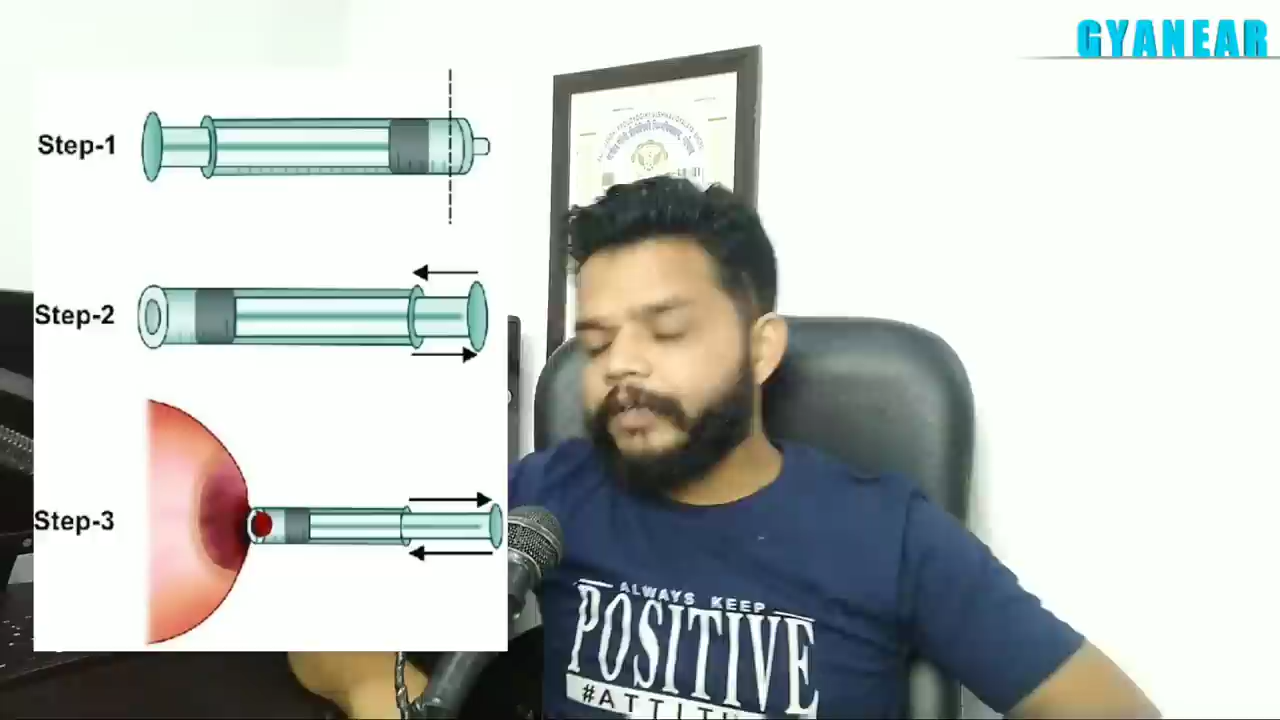 GYANEAR
Step-1
Step-2
Step-3
ALWAYS KEEP
POSITIVE